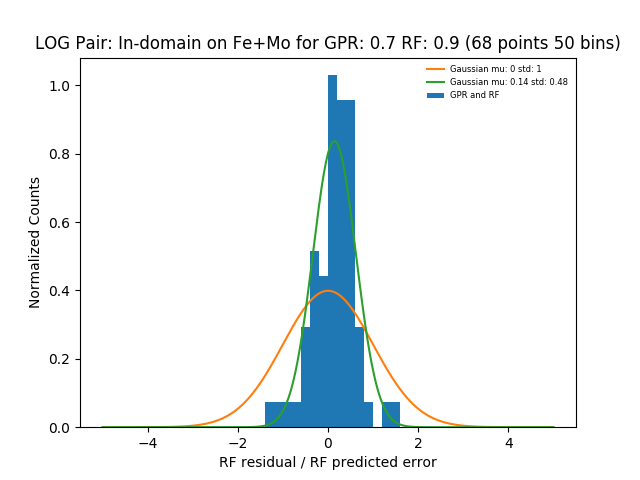 LOG Pair: In-domain on Fe+Mo for GPR: 0.7 RF: 0.9 (68 points 50 bins)
Gaussian mu: 0 std: 1
Gaussian mu: 0.14 std: 0.48
GPR and RF
Normalized Counts
1.0
0.8
0.6
0.4
0.2
0.0
−4 −2 0 2 4
RF residual / RF predicted error